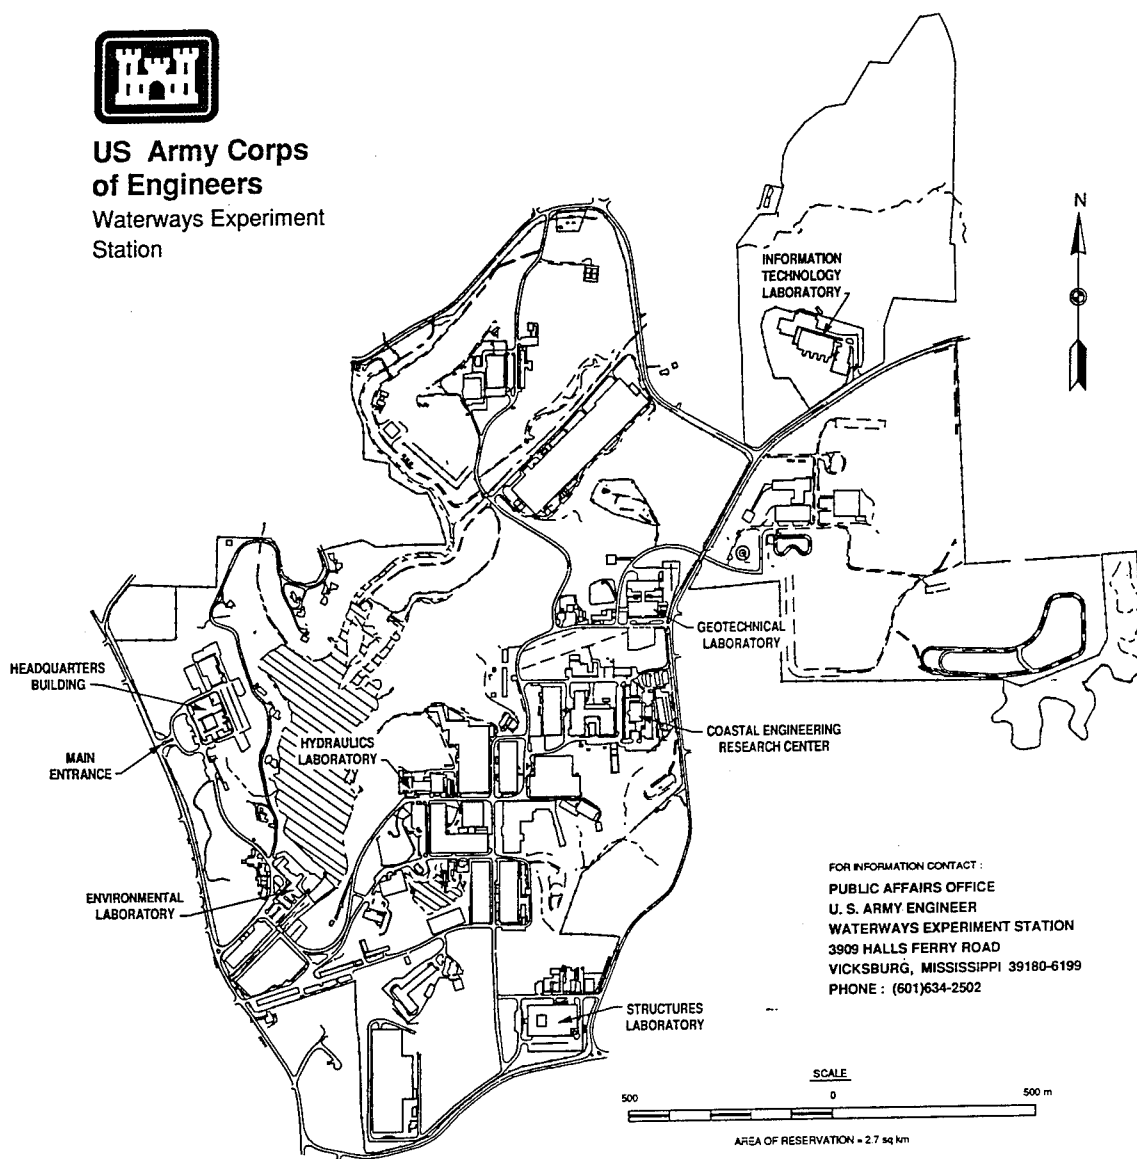 US Army Corps
of Engineers
Waterways Experiment
Station
N
INFORMATION
TECHNOLOGY
LABORATORY
GEOTECHNICAL
LABORATORY
HEADQUARTERS
BUILDING
MAIN
ENTRANCE
HYDRAULICS
LABORATORY
COASTAL ENGINEERING
RESEARCH CENTER
ENVIRONMENTAL
LABORATORY
STRUCTURES
LABORATORY
FOR INFORMATION CONTACT :
PUBLIC AFFAIRS OFFICE
U. S. ARMY ENGINEER
WATERWAYS EXPERIMENT STATION
3909 HALLS FERRY ROAD
VICKSBURG, MISSISSIPPI 39180-6199
PHONE : (601)634-2502
SCALE
500 0 500 m
AREA OF RESERVATION = 2.7 sq km